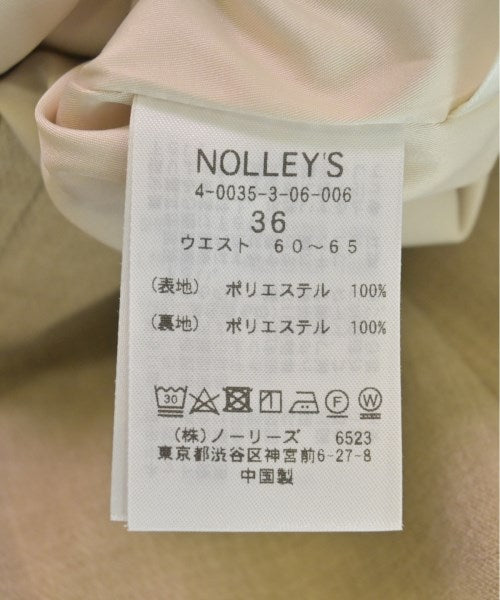 NOLLEY'S
4-0035-3-06-006
36
ウエスト 60～65
(表地) ポリエステル 100%
(裏地) ポリエステル 100%
30 F W
(株)ノーリーズ 6523
東京都渋谷区神宮前6-27-8
中国製